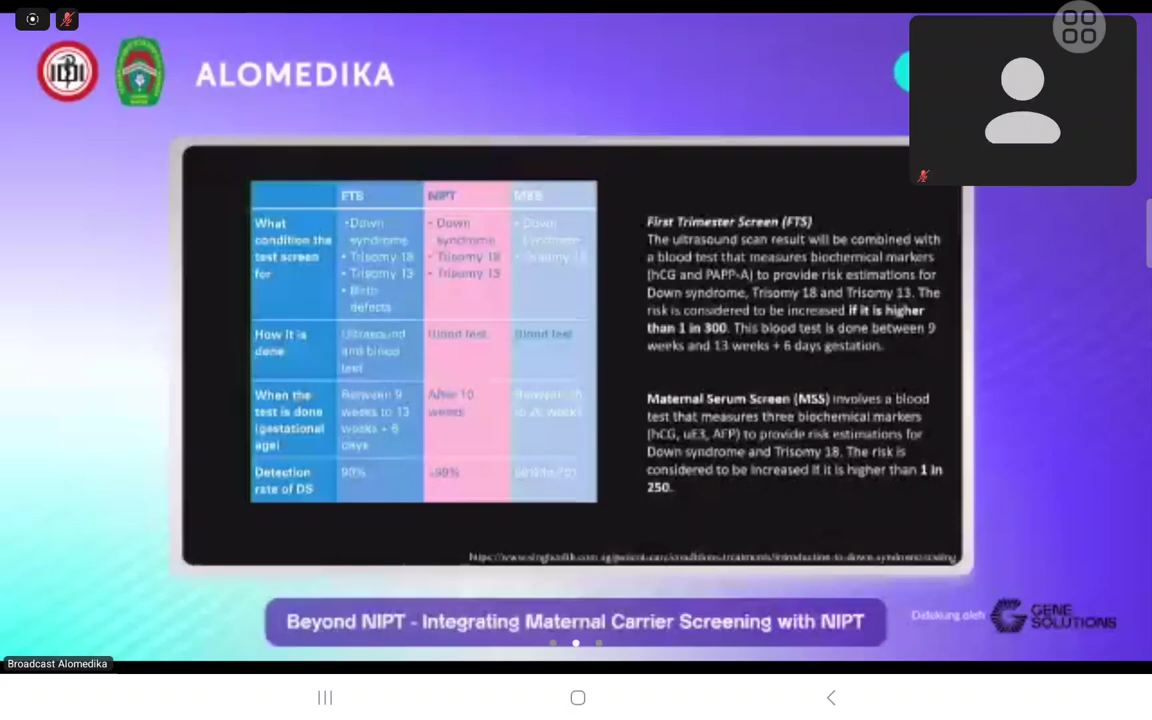 ALOMEDIKA
FTS
NIPT
MSS
What
condition the
test screen
for
•Down
syndrome
• Trisomy 18
• Trisomy 13
• Birth
defects
- Down
syndrome
- Trisomy 18
- Trisomy 13
• Down
syndrome
• Trisomy 18
How it is
done
Ultrasound
and blood
test
Blood test
Blood test
When the
test is done
(gestational
age)
Between 9
weeks to 13
weeks + 6
days
After 10
weeks
Between
weeks
Detection
rate of DS
90%
>99%
First Trimester Screen (FTS)
The ultrasound scan result will be combined with
a blood test that measures biochemical markers
(hCG and PAPP-A) to provide risk estimations for
Down syndrome, Trisomy 18 and Trisomy 13. The
risk is considered to be increased if it is higher
than 1 in 300. This blood test is done between 9
weeks and 13 weeks + 6 days gestation.
Maternal Serum Screen (MSS) involves a blood
test that measures three biochemical markers
(hCG, uE3, AFP) to provide risk estimations for
Down syndrome and Trisomy 18. The risk is
considered to be increased if it is higher than 1 in
250.
Beyond NIPT - Integrating Maternal Carrier Screening with NIPT
Didukung oleh
GENE
SOLUTIONS
Broadcast Alomedika